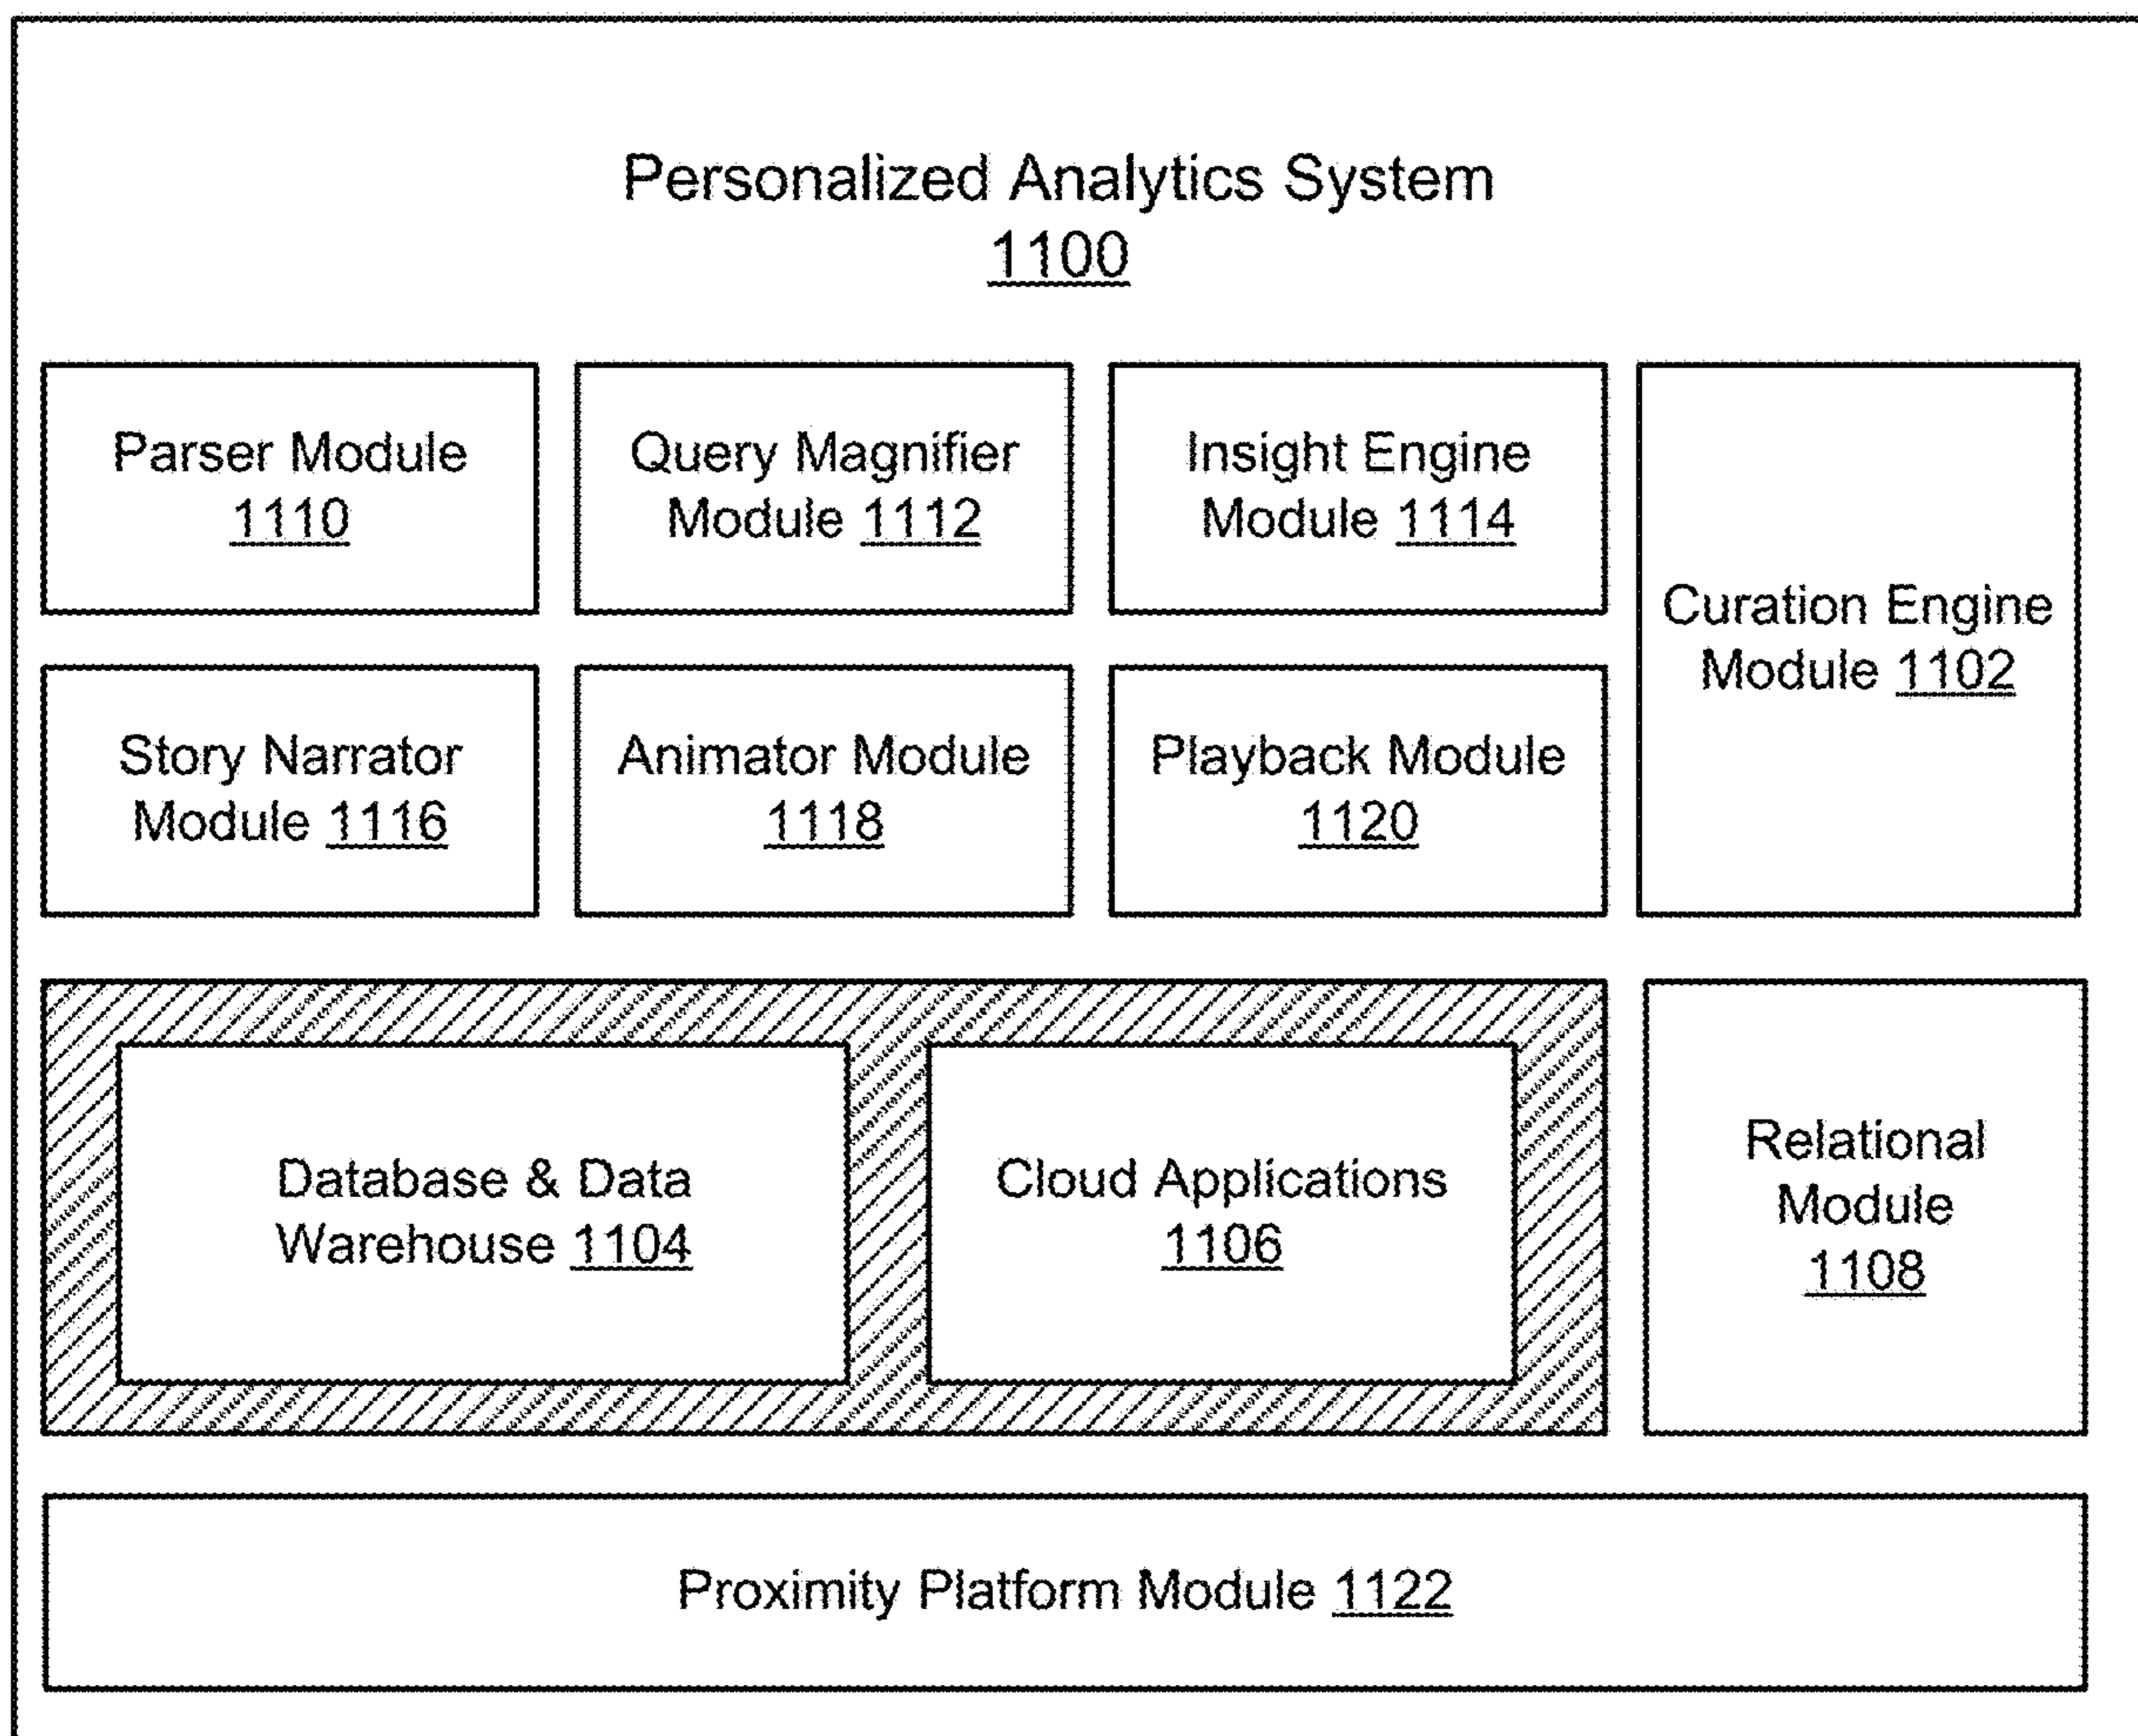 Personalized Analytics System
1100
Parser Module
1110
Query Magnifier
Module 1112
Insight Engine
Module 1114
Curation Engine
Module 1102
Story Narrator
Module 1116
Animator Module
1118
Playback Module
1120
Database & Data
Warehouse 1104
Cloud Applications
1106
Relational
Module
1108
Proximity Platform Module 1122